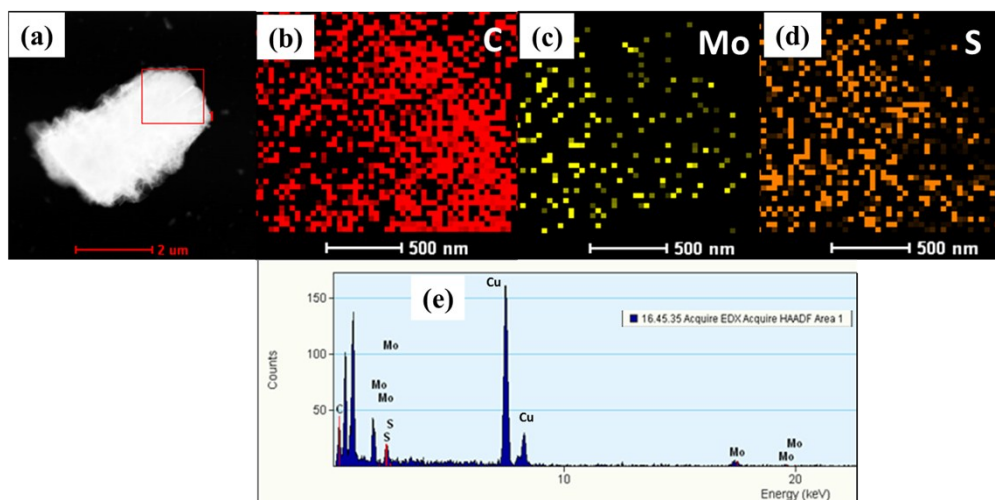 (a)
2 um
(b)
C
500 nm
(c)
Mo
500 nm
(d)
S
500 nm
(e)
Counts
150
100
50
C
Mo
Mo
Mo
S
S
Cu
Cu
16.45.35 Acquire EDX Acquire HAADF Area 1
Mo
Mo
Mo
10
20
Energy (keV)